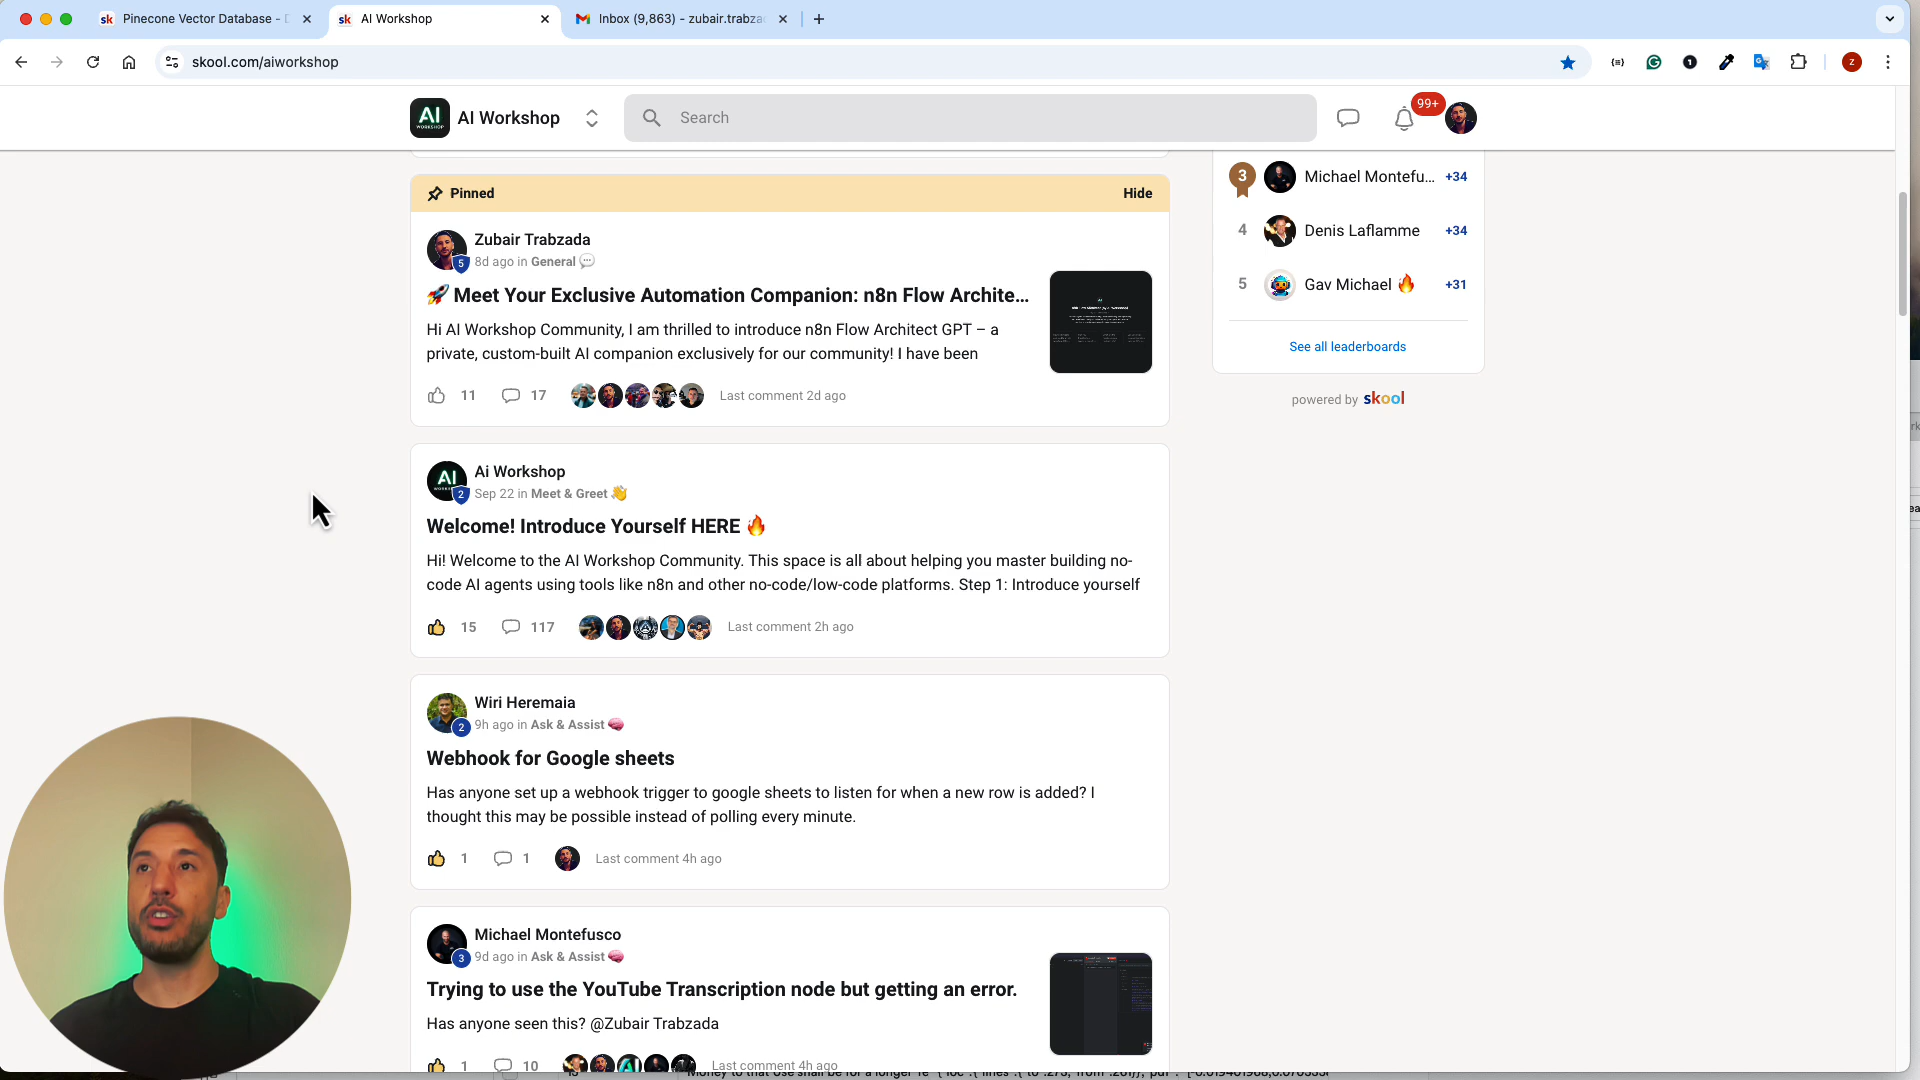 Pinecone Vector Database - D
AI Workshop
Inbox (9,863) - zubair.trabza
skool.com/aiworkshop
AI Workshop
Search
99+
Pinned
Hide
Zubair Trabzada
5
8d ago in General 💬
🚀 Meet Your Exclusive Automation Companion: n8n Flow Archite...
Hi AI Workshop Community, I am thrilled to introduce n8n Flow Architect GPT – a
private, custom-built AI companion exclusively for our community! I have been
11
17
Last comment 2d ago
Ai Workshop
2
Sep 22 in Meet & Greet 👋
Welcome! Introduce Yourself HERE 🔥
Hi! Welcome to the AI Workshop Community. This space is all about helping you master building no-
code AI agents using tools like n8n and other no-code/low-code platforms. Step 1: Introduce yourself
15
117
Last comment 2h ago
Wiri Heremaia
2
9h ago in Ask & Assist 🧠
Webhook for Google sheets
Has anyone set up a webhook trigger to google sheets to listen for when a new row is added? I
thought this may be possible instead of polling every minute.
1
1
Last comment 4h ago
Michael Montefusco
3
9d ago in Ask & Assist 🧠
Trying to use the YouTube Transcription node but getting an error.
Has anyone seen this? @Zubair Trabzada
1
10
Last comment 4h ago
3
Michael Montefu...
+34
4
Denis Laflamme
+34
5
Gav Michael 🔥
+31
See all leaderboards
powered by skool